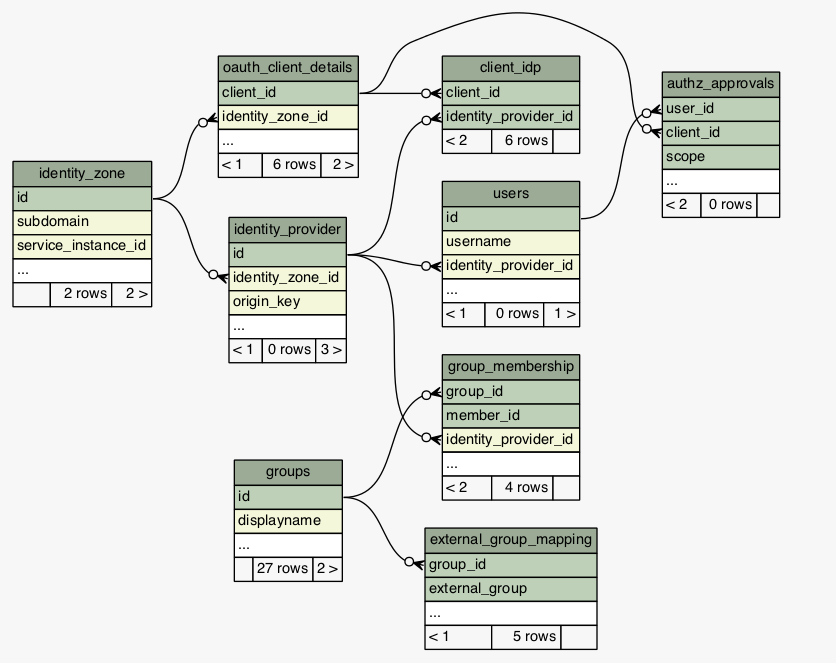 oauth_client_details
client_id
identity_zone_id
...
< 1 6 rows 2 >
client_idp
client_id
identity_provider_id
< 2 6 rows
authz_approvals
user_id
client_id
scope
...
< 2 0 rows
identity_zone
id
subdomain
service_instance_id
...
2 rows 2 >
identity_provider
id
identity_zone_id
origin_key
...
< 1 0 rows 3 >
users
id
username
identity_provider_id
...
< 1 0 rows 1 >
group_membership
group_id
member_id
identity_provider_id
...
< 2 4 rows
groups
id
displayname
...
27 rows 2 >
external_group_mapping
group_id
external_group
...
< 1 5 rows